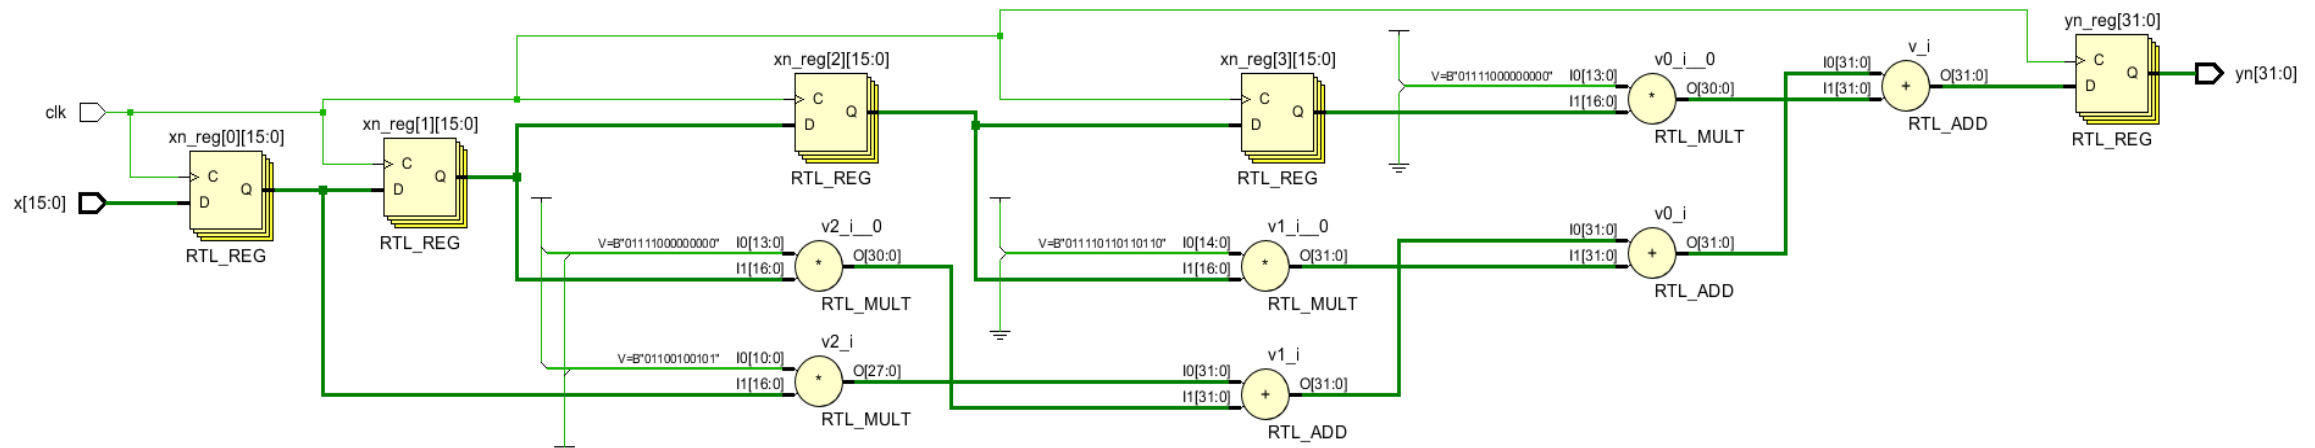 clk
x[15:0]
xn_reg[0][15:0]
C
D
Q
RTL_REG
xn_reg[1][15:0]
C
D
Q
RTL_REG
xn_reg[2][15:0]
C
D
Q
RTL_REG
V=B"01111000000000" I0[13:0]
I1[16:0]
v2_i__0
*
O[30:0]
RTL_MULT
V=B"01100100101" I0[10:0]
I1[16:0]
v2_i
*
O[27:0]
RTL_MULT
xn_reg[3][15:0]
C
D
Q
RTL_REG
V=B"011110110110110" I0[14:0]
I1[16:0]
v1_i__0
*
O[31:0]
RTL_MULT
I0[31:0]
I1[31:0]
v1_i
+
O[31:0]
RTL_ADD
V=B"01111000000000" I0[13:0]
I1[16:0]
v0_i__0
*
O[30:0]
RTL_MULT
I0[31:0]
I1[31:0]
v0_i
+
O[31:0]
RTL_ADD
I0[31:0]
I1[31:0]
v_i
+
O[31:0]
RTL_ADD
yn_reg[31:0]
C
D
Q
RTL_REG
yn[31:0]